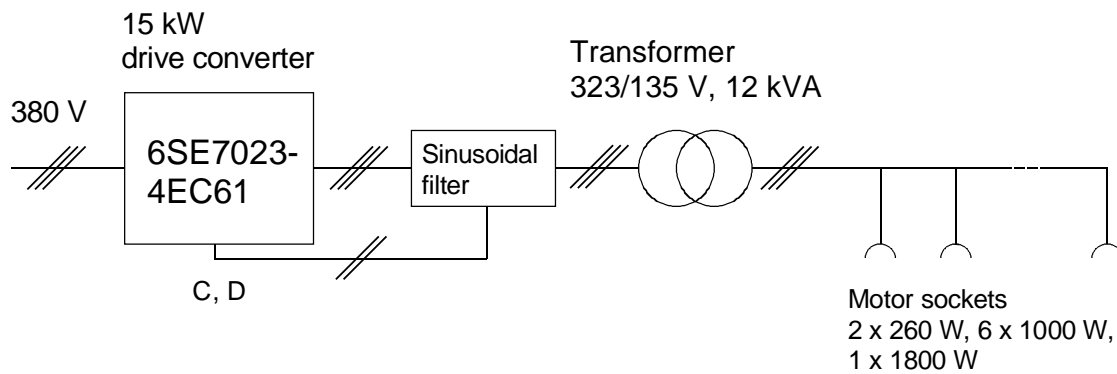 15 kW
drive converter
Transformer
323/135 V, 12 kVA
380 V
6SE7023-
4EC61
Sinusoidal
filter
C, D
Motor sockets
2 x 260 W, 6 x 1000 W,
1 x 1800 W